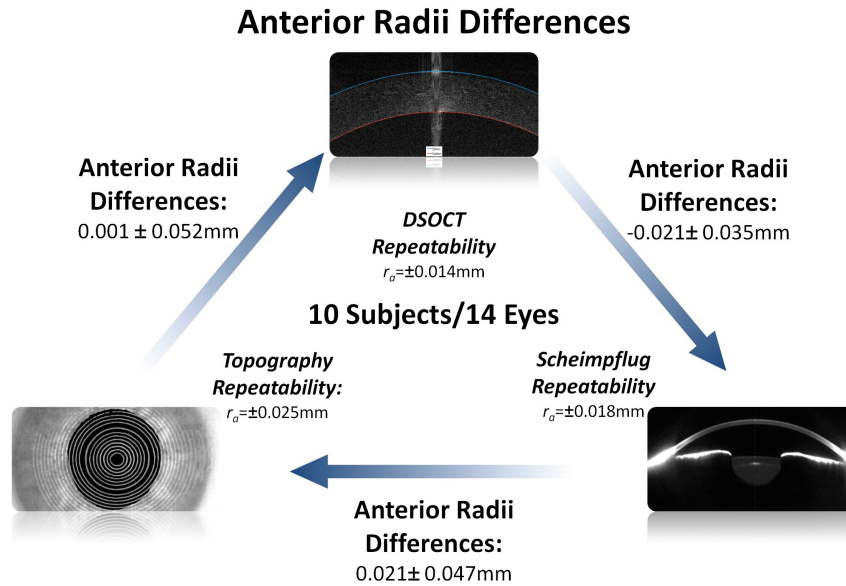 Anterior Radii Differences
Anterior Radii
Differences:
0.001 ± 0.052mm
Anterior Radii
Differences:
-0.021± 0.035mm
DSOCT
Repeatability
rₐ=±0.014mm
10 Subjects/14 Eyes
Topography
Repeatability:
rₐ=±0.025mm
Scheimpflug
Repeatability
rₐ=±0.018mm
Anterior Radii
Differences:
0.021± 0.047mm